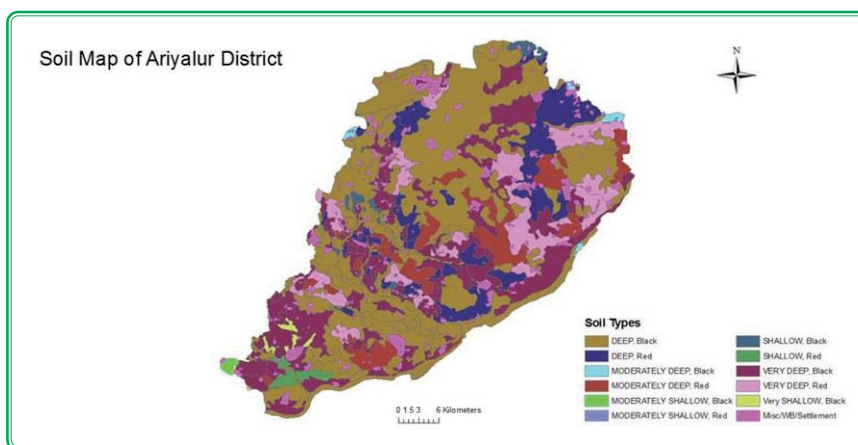 Soil Map of Ariyalur District
N
Soil Types
DEEP, Black
DEEP, Red
MODERATELY DEEP, Black
MODERATELY DEEP, Red
MODERATELY SHALLOW, Black
MODERATELY SHALLOW, Red
SHALLOW, Black
SHALLOW, Red
VERY DEEP, Black
VERY DEEP, Red
Very SHALLOW, Black
Misc/WB/Settlement
0 1.5 3 6 Kilometers